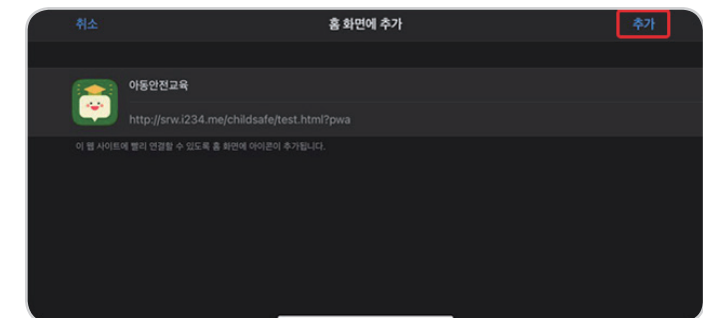 취소 홈 화면에 추가 추가
아동안전교육
http://srw.i234.me/childsafe/test.html?pwa
이 웹 사이트에 빨리 연결할 수 있도록 홈 화면에 아이콘이 추가됩니다.